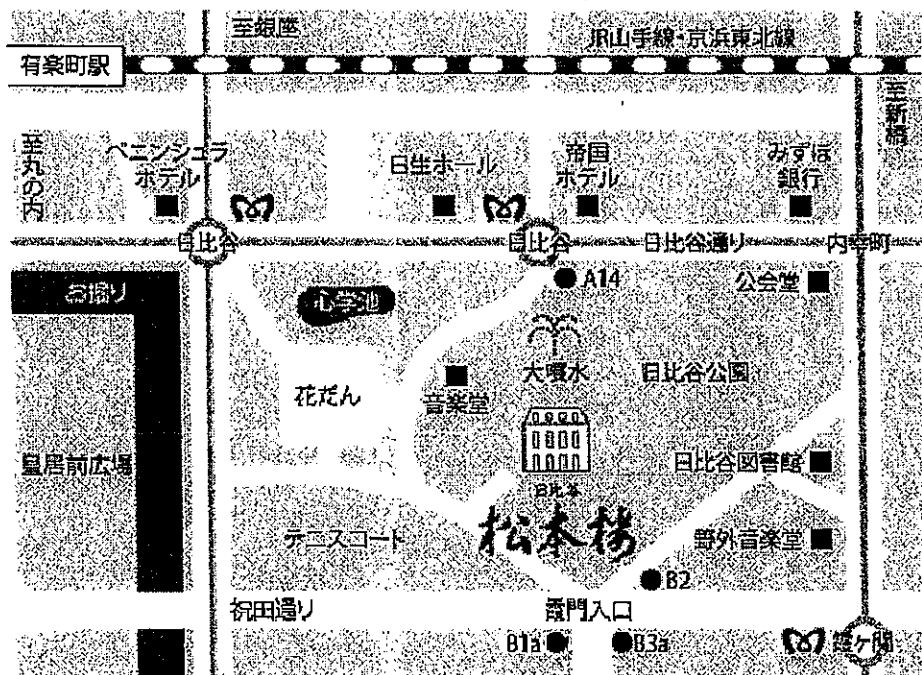 至銀座
JR山手線・京浜東北線
有楽町駅
至新橋
至丸の内
ペニンシュラ
ホテル
日生ホール
帝国
ホテル
みずほ
銀行
日比谷
日比谷
日比谷通り
内幸町
A14
公会堂
お掘り
心字池
大噴水
日比谷公園
花だん
音楽堂
皇居前広場
日比谷図書館
日比谷
松本楼
テニスコート
野外音楽堂
B2
祝田通り
霞門入口
B1a
B3a
霞ヶ関